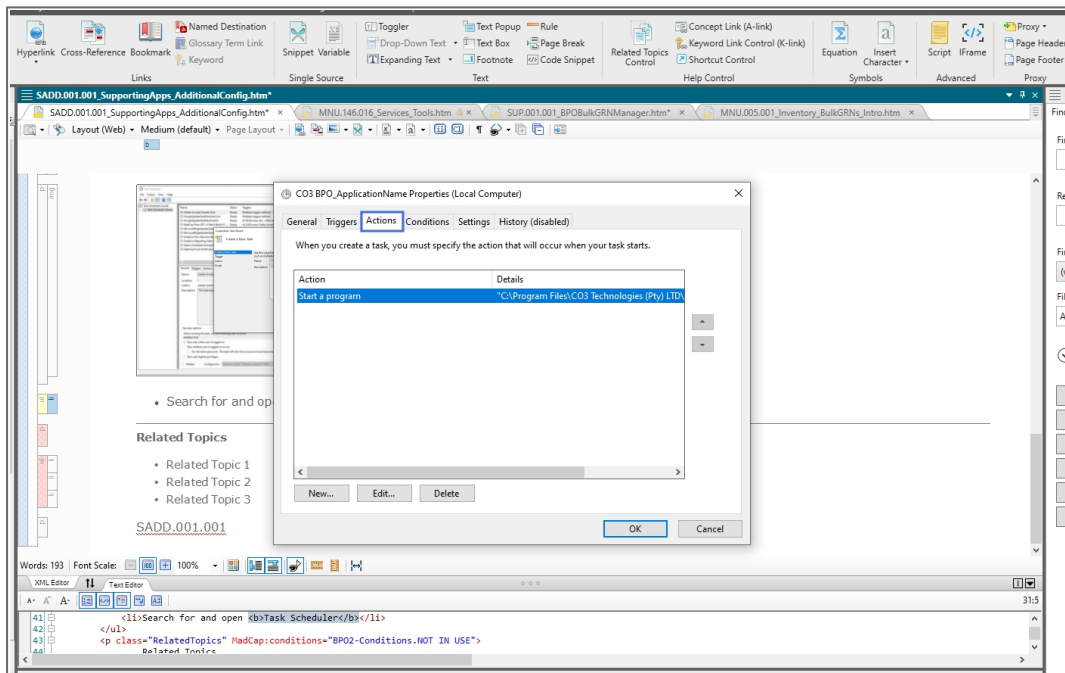 Named Destination
Glossary Term Link
Keyword
Hyperlink Cross-Reference Bookmark
Links
Snippet Variable
Single Source
Toggler
Drop-Down Text
Expanding Text
Text Popup
Text Box
Footnote
Rule
Page Break
Code Snippet
Text
Related Topics
Control
Concept Link (A-link)
Keyword Link Control (K-link)
Shortcut Control
Help Control
Equation
Insert
Character
Symbols
Script IFrame
Advanced
Proxy
Page Header
Page Footer
Proxy
SADD.001.001_SupportingApps_AdditionalConfig.htm*
SADD.001.001_SupportingApps_AdditionalConfig.htm* × MNU.146.016_Services_Tools.htm × SUP.001.001_BPOBulkGRNManager.htm* × MNU.005.001_Inventory_BulkGRNs_Intro.htm ×
Layout (Web) Medium (default) Page Layout
b
CO3 BPO_ApplicationName Properties (Local Computer)
General Triggers Actions Conditions Settings History (disabled)
When you create a task, you must specify the action that will occur when your task starts.
Action Details
Start a program "C:\Program Files\CO3 Technologies (Pty) LTD\
New... Edit... Delete
OK Cancel
• Search for and op
Related Topics
• Related Topic 1
• Related Topic 2
• Related Topic 3
SADD.001.001
Words: 193 Font Scale: 100%
XML Editor Text Editor
31:5
41 <li>Search for and open <b>Task Scheduler</b></li>
42 </ul>
43 <p class="RelatedTopics" MadCap:conditions="BPO2-Conditions.NOT IN USE">
44 Related Topics